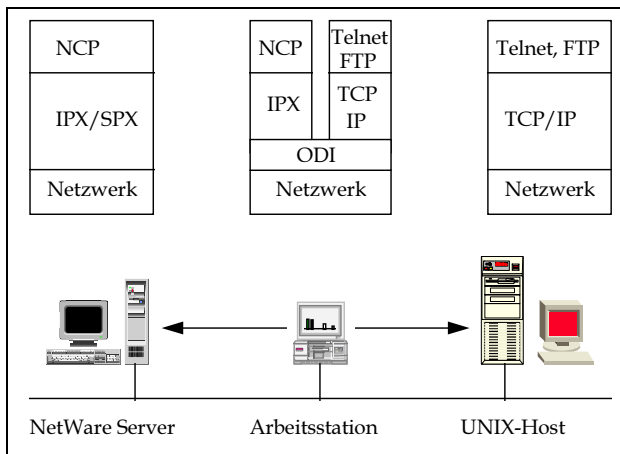 NCP
IPX/SPX
Netzwerk
NCP
IPX
Telnet
FTP
TCP
IP
ODI
Netzwerk
Telnet, FTP
TCP/IP
Netzwerk
NetWare Server
Arbeitsstation
UNIX-Host